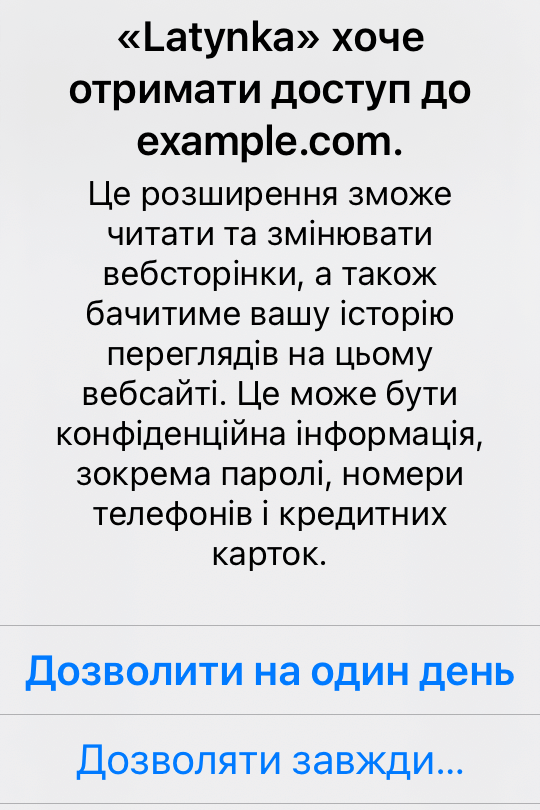 «Latynka» хоче
отримати доступ до
example.com.
Це розширення зможе
читати та змінювати
вебсторінки, а також
бачитиме вашу історію
переглядів на цьому
вебсайті. Це може бути
конфіденційна інформація,
зокрема паролі, номери
телефонів і кредитних
карток.
Дозволити на один день
Дозволяти завжди...